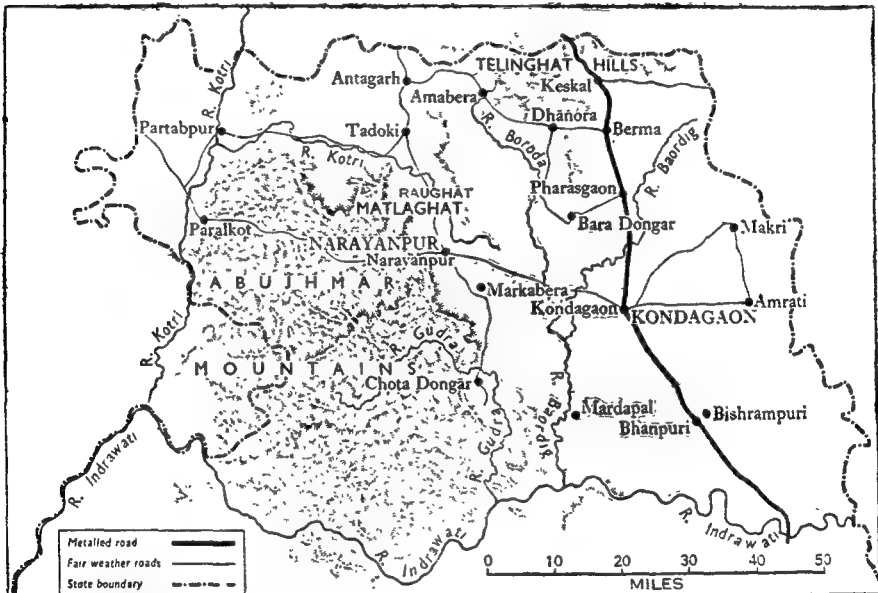 TELINGHAT HILLS
R. Kotri
Antagarh
Keskal
Amabera
Dhanora
Partabpur
Tadoki
Berma
R. Boroda
R. Baordig
R. Kotri
Pharasgaon
RAUGHAT
MATLAGHAT
Bara Dongar
Makri
Paralkot
NARAYANPUR
Narayanpur
ABUJHMAR
Markabera
Amrati
Kondagaon
KONDAGAON
R. Kotri
R. Gudra
MOUNTAINS
Chota Dongar
R. Baordig
Mardapal
Bishrampuri
Bhanpuri
R. Gudra
R. Indrawati
R. Indrawati
R. Indrawati
Metalled road
Fair weather roads
State boundary
0 10 20 30 40 50
MILES